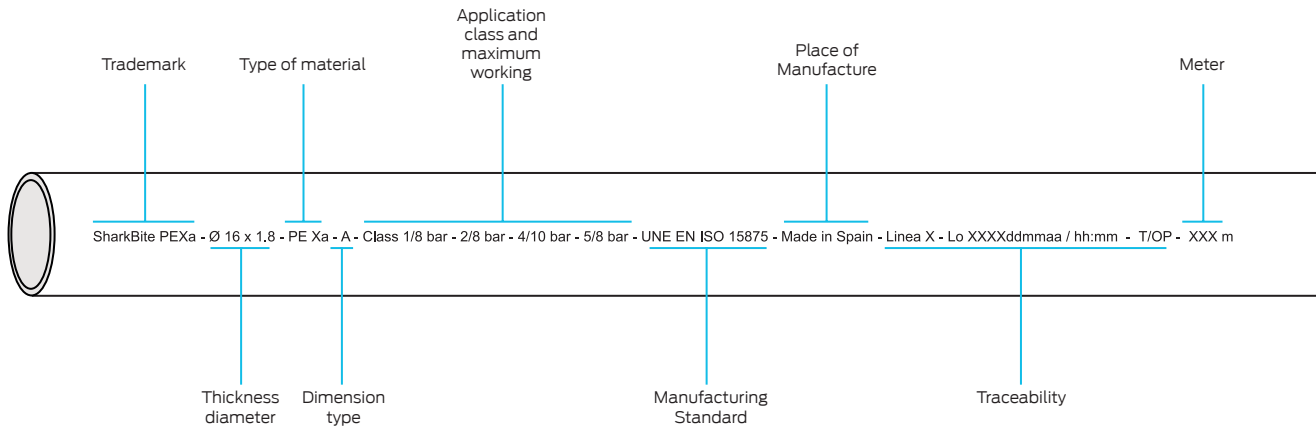 Application
class and
maximum
working
Trademark
Type of material
Place of
Manufacture
Meter
SharkBite PEXa - Ø 16 x 1.8 - PE Xa - A - Class 1/8 bar - 2/8 bar - 4/10 bar - 5/8 bar - UNE EN ISO 15875 - Made in Spain - Linea X - Lo XXXXddmmaa / hh:mm - T/OP - XXX m
Thickness
diameter
Dimension
type
Manufacturing
Standard
Traceability